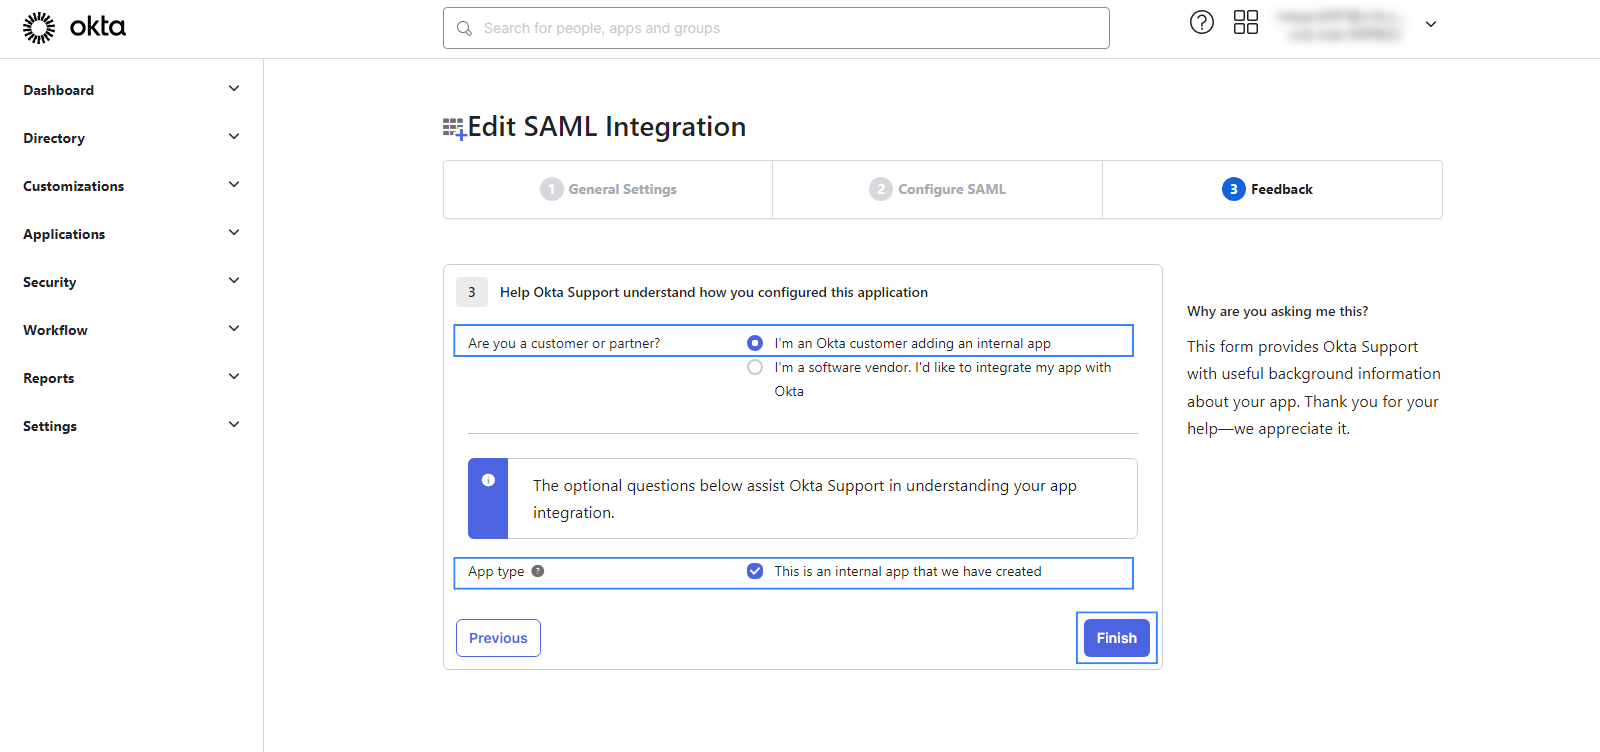 okta
Search for people, apps and groups
Dashboard
Directory
Customizations
Applications
Security
Workflow
Reports
Settings
Edit SAML Integration
1 General Settings
2 Configure SAML
3 Feedback
3 Help Okta Support understand how you configured this application
Are you a customer or partner?
I'm an Okta customer adding an internal app
I'm a software vendor. I'd like to integrate my app with
Okta
The optional questions below assist Okta Support in understanding your app
integration.
App type ?
This is an internal app that we have created
Previous
Finish
Why are you asking me this?
This form provides Okta Support
with useful background information
about your app. Thank you for your
help—we appreciate it.